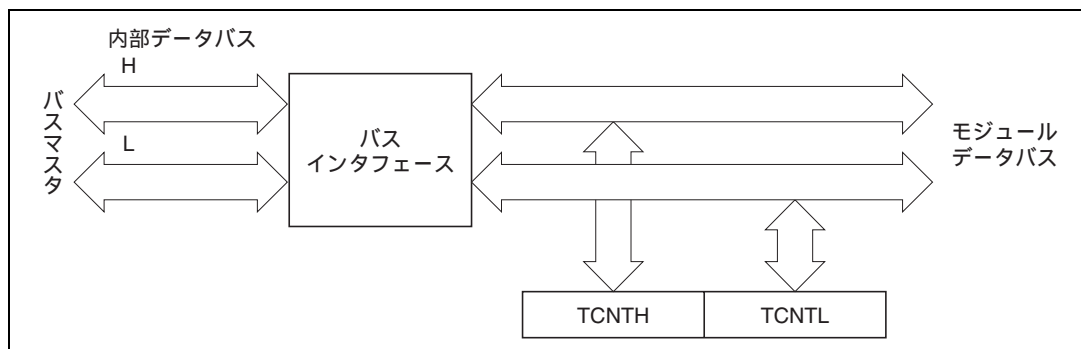 内部データバス
H
バスマスタ
L
バス
インタフェース
モジュール
データバス
TCNTH
TCNTL